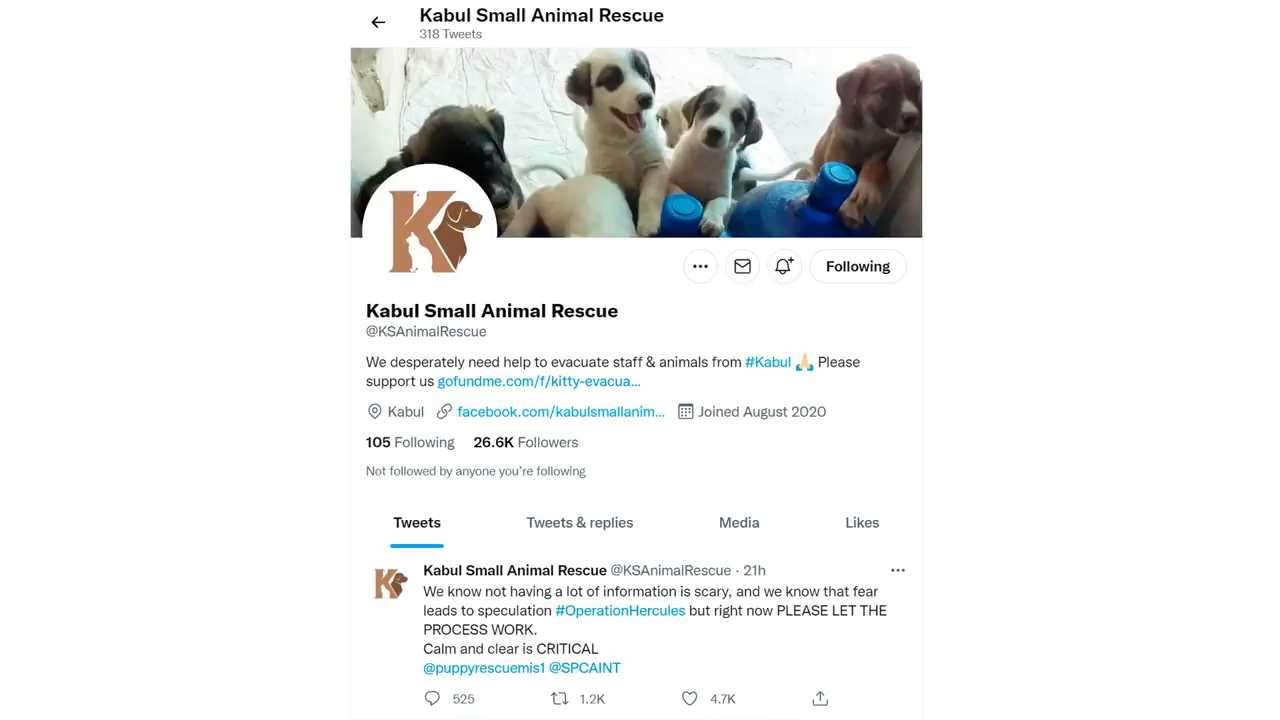 Kabul Small Animal Rescue
318 Tweets
K
Following
Kabul Small Animal Rescue
@KSAnimalRescue
We desperately need help to evacuate staff & animals from #Kabul 🙏🏻 Please
support us gofundme.com/f/kitty-evacua…
Kabul facebook.com/kabulsmallanim… Joined August 2020
105 Following 26.6K Followers
Not followed by anyone you’re following
Tweets Tweets & replies Media Likes
Kabul Small Animal Rescue @KSAnimalRescue · 21h
We know not having a lot of information is scary, and we know that fear
leads to speculation #OperationHercules but right now PLEASE LET THE
PROCESS WORK.
Calm and clear is CRITICAL
@puppyrescuemis1 @SPCAINT
525 1.2K 4.7K